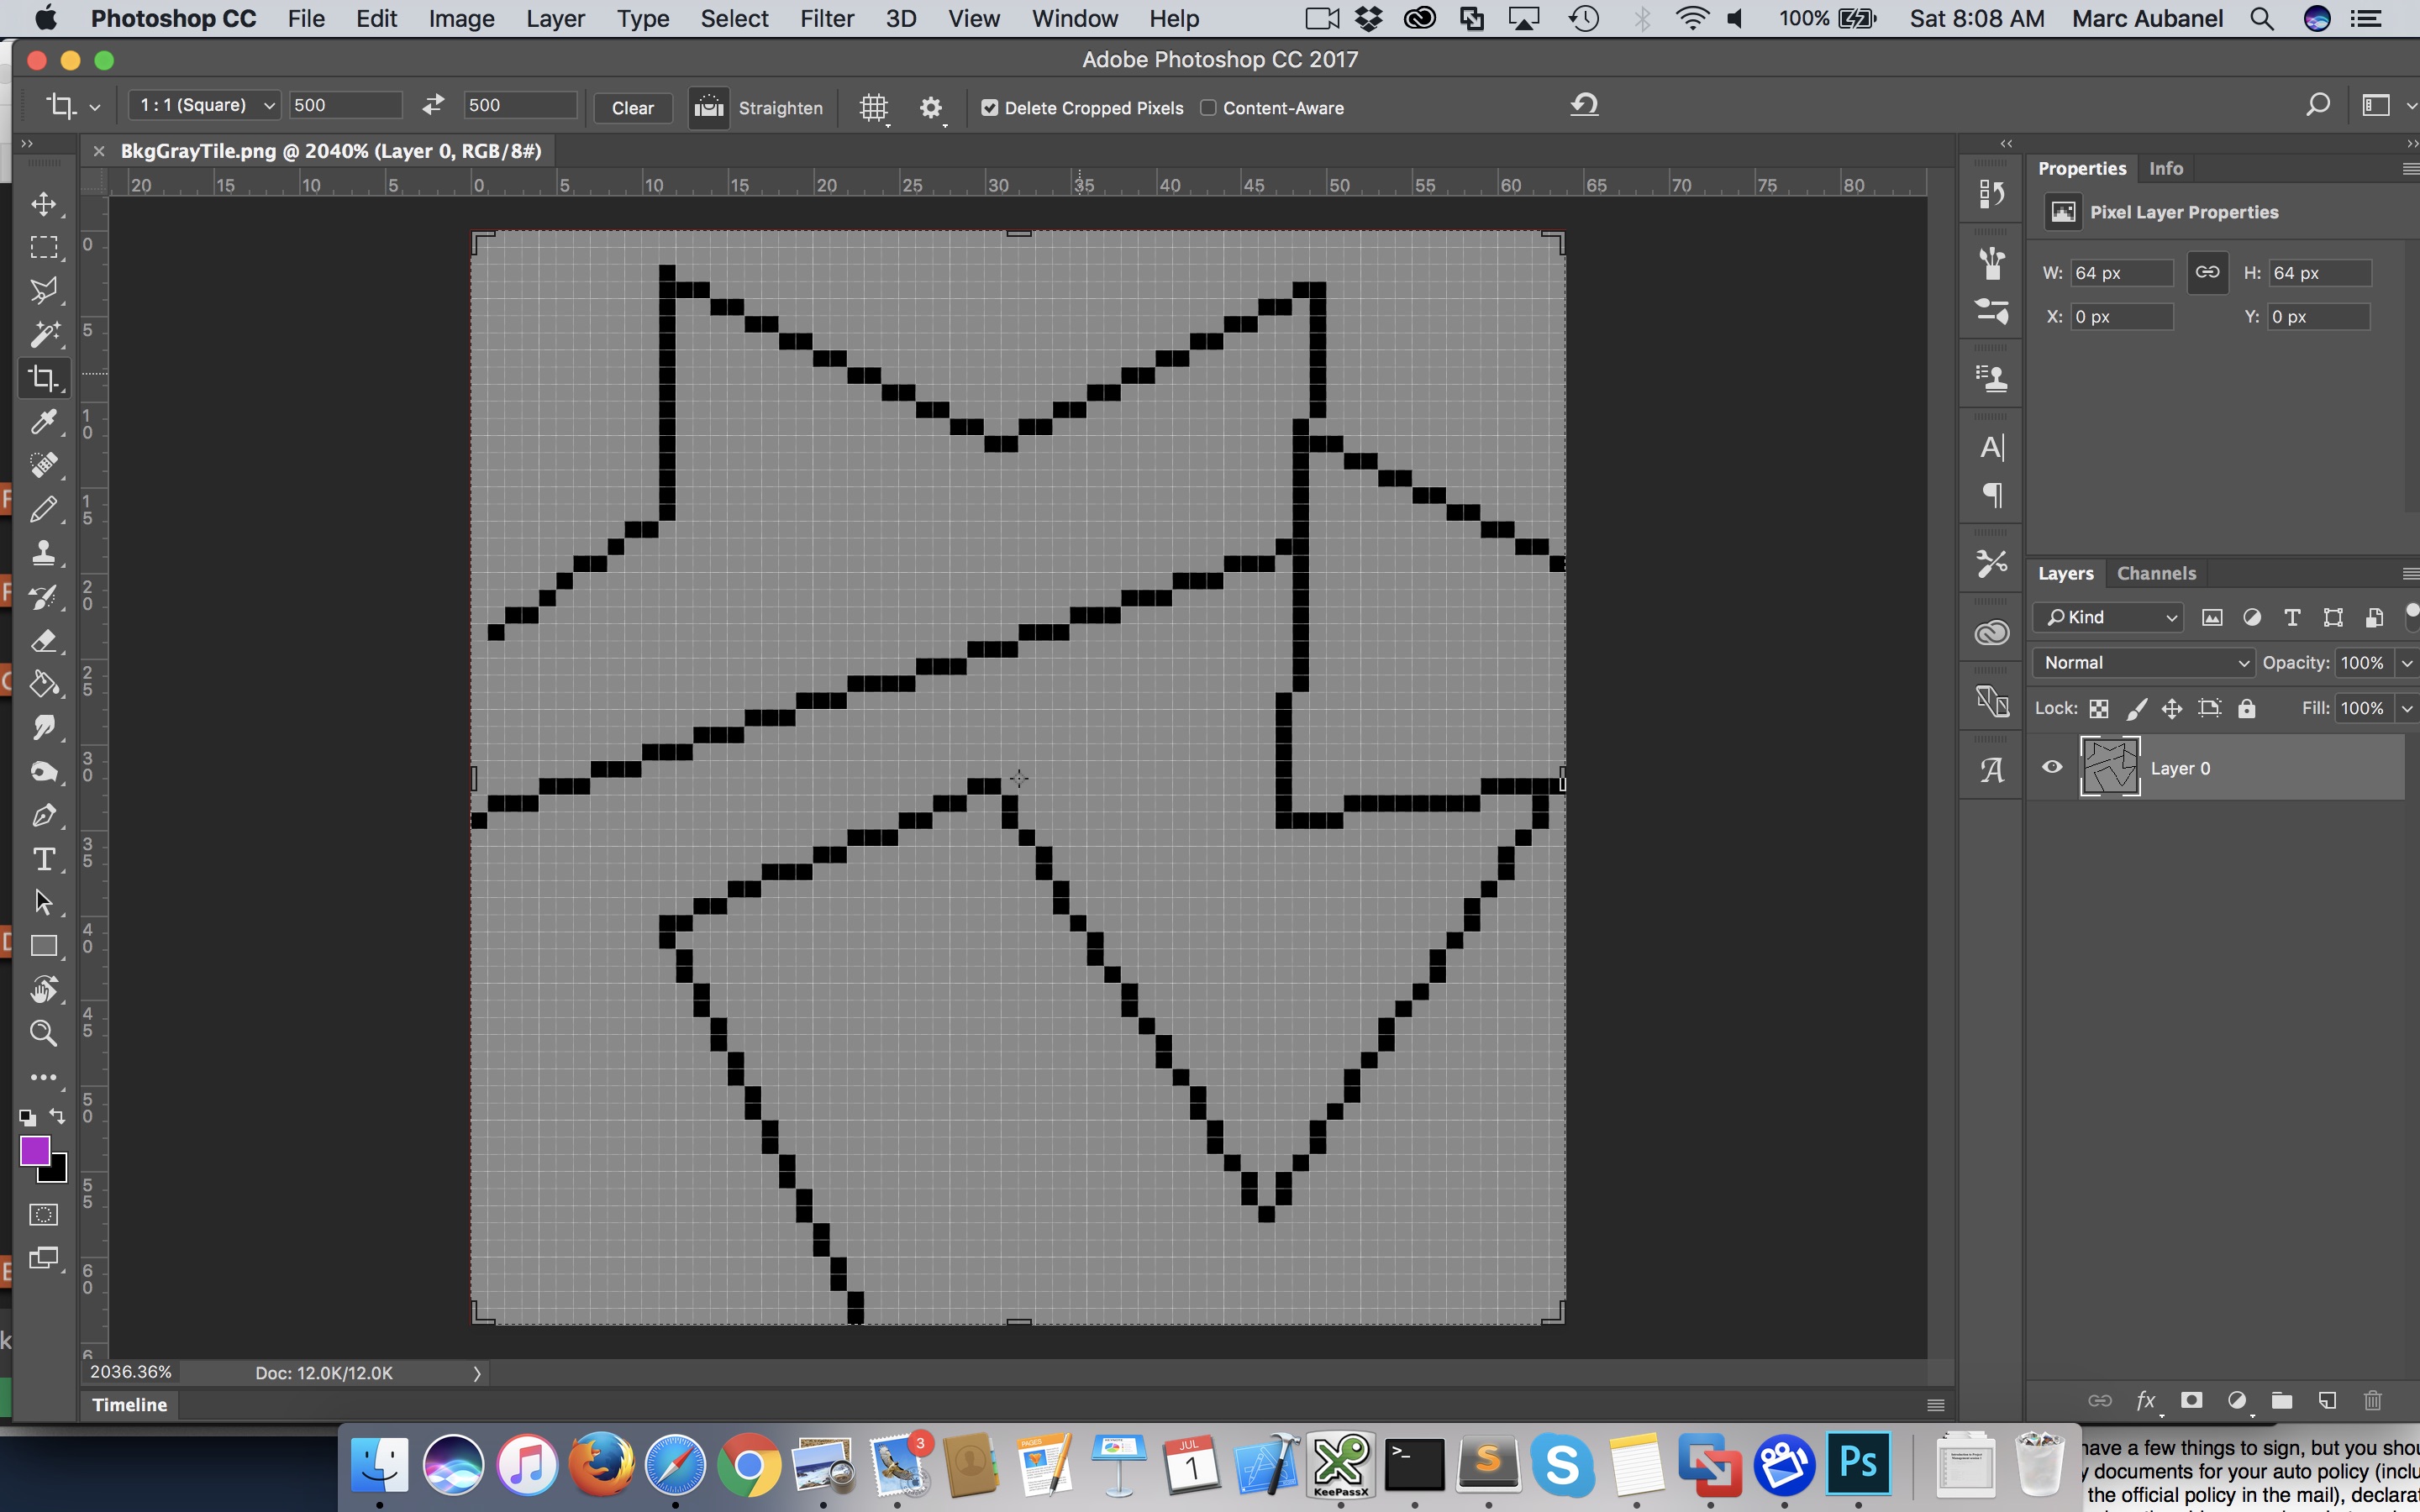 Photoshop CC File Edit Image Layer Type Select Filter 3D View Window Help 100% Sat 8:08 AM Marc Aubanel
Adobe Photoshop CC 2017
1 : 1 (Square) 500 500 Clear Straighten Delete Cropped Pixels Content-Aware
× BkgGrayTile.png @ 2040% (Layer 0, RGB/8#)
20 15 10 5 0 5 10 15 20 25 30 35 40 45 50 55 60 65 70 75 80
0
5
10
15
20
25
30
35
40
45
50
55
60
6
Properties Info
Pixel Layer Properties
W: 64 px H: 64 px
X: 0 px Y: 0 px
Layers Channels
Kind
Normal Opacity: 100%
Lock: Fill: 100%
Layer 0
fx
2036.36% Doc: 12.0K/12.0K
Timeline
3
PAGES
JUL
1
KeePassX
>_
S
S
Ps
have a few things to sign, but you shou
y documents for your auto policy (inclu
the official policy in the mail), declarat